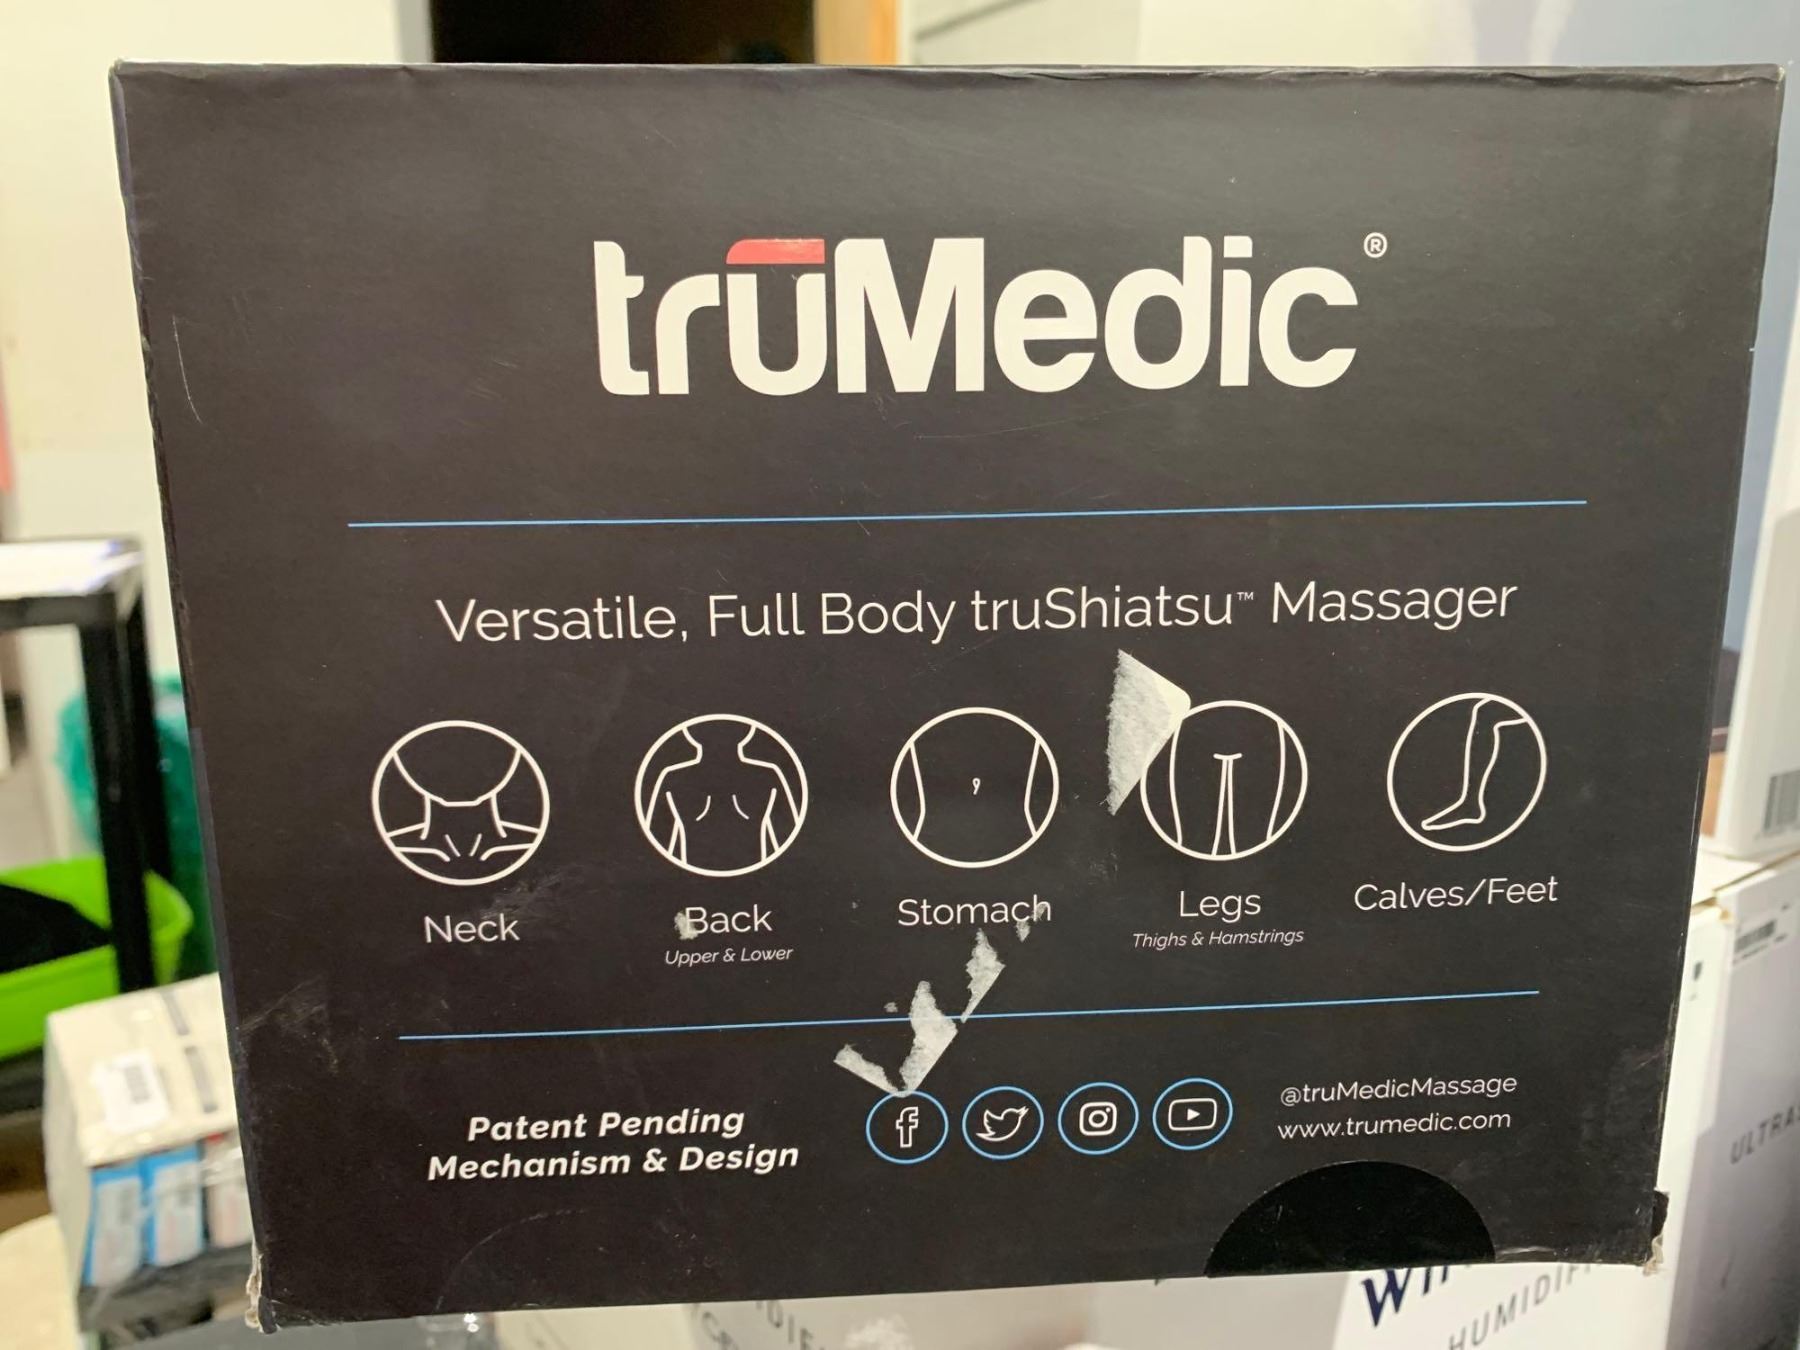 trūMedic®
Versatile, Full Body truShiatsu™ Massager
Neck
Back
Upper & Lower
Stomach
Legs
Thighs & Hamstrings
Calves/Feet
Patent Pending
Mechanism & Design
@truMedicMassage
www.trumedic.com